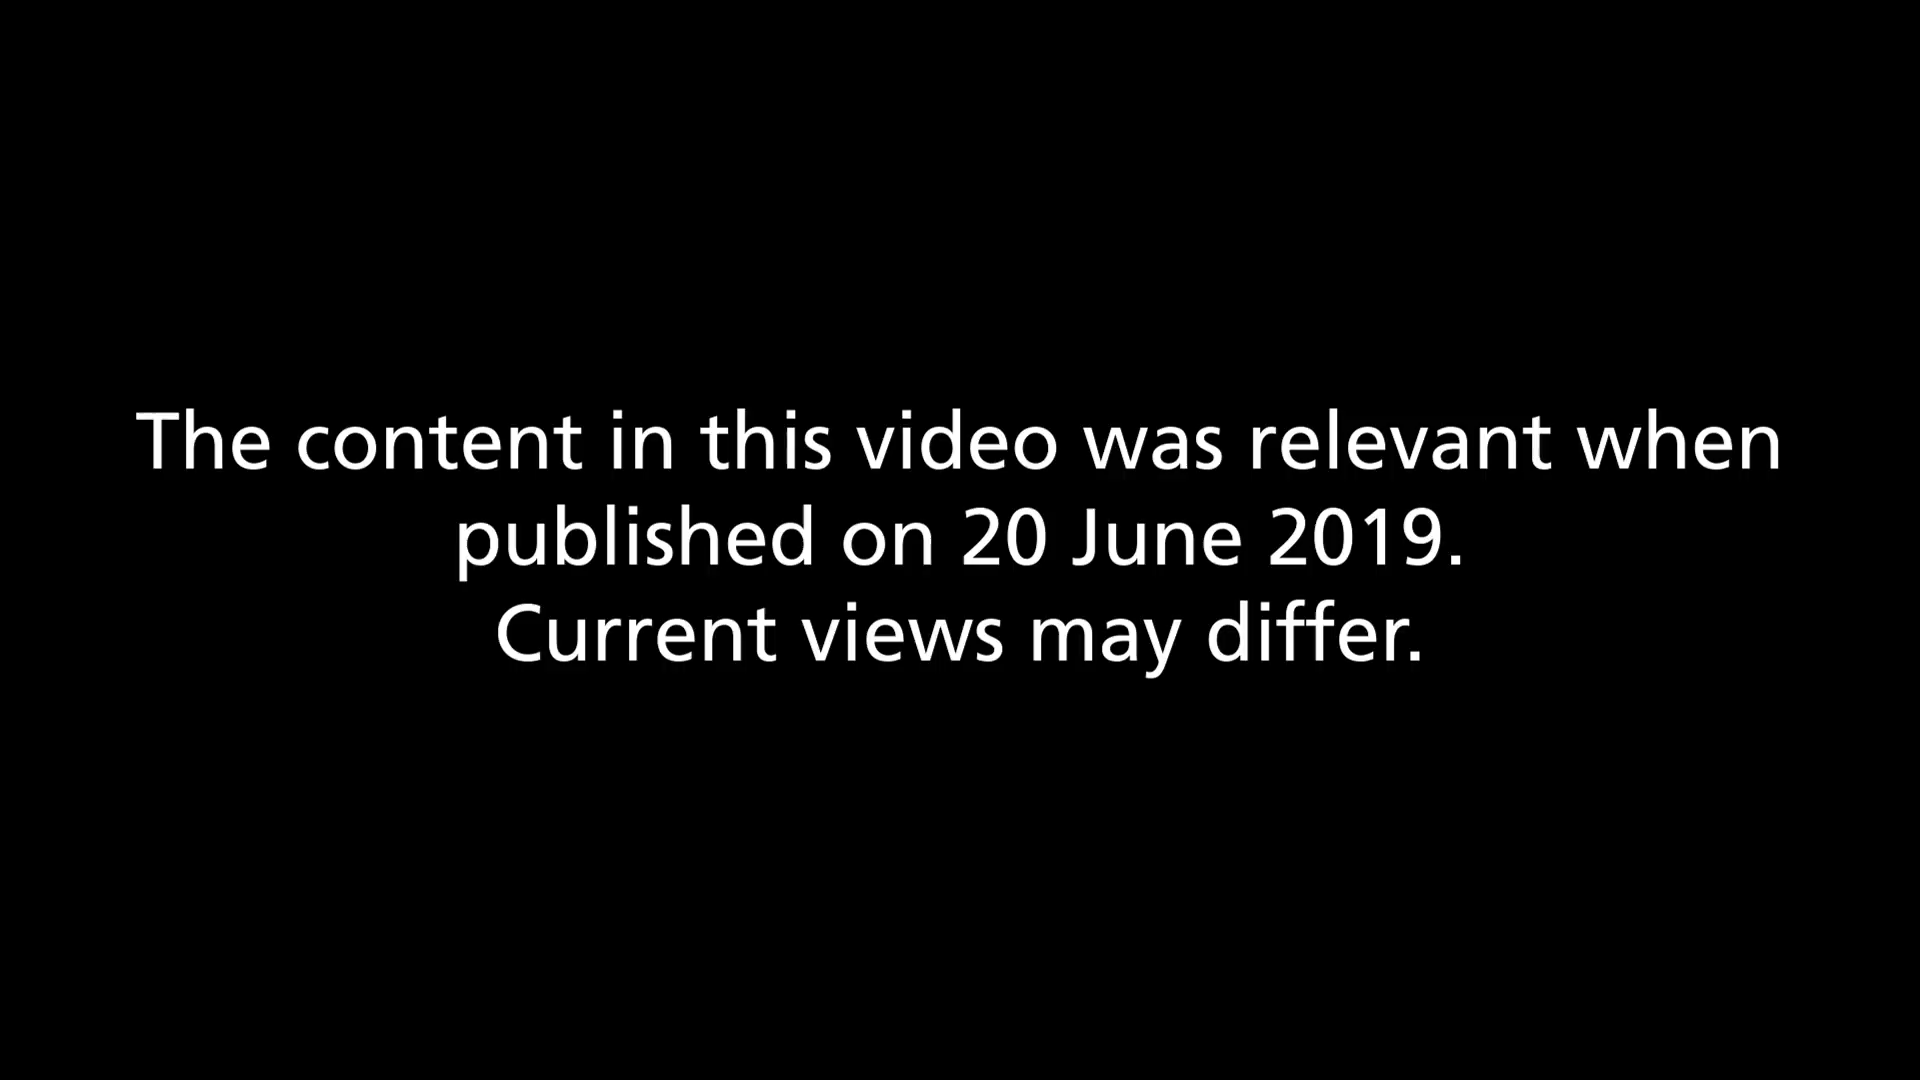 The content in this video was relevant when
published on 20 June 2019.
Current views may differ.